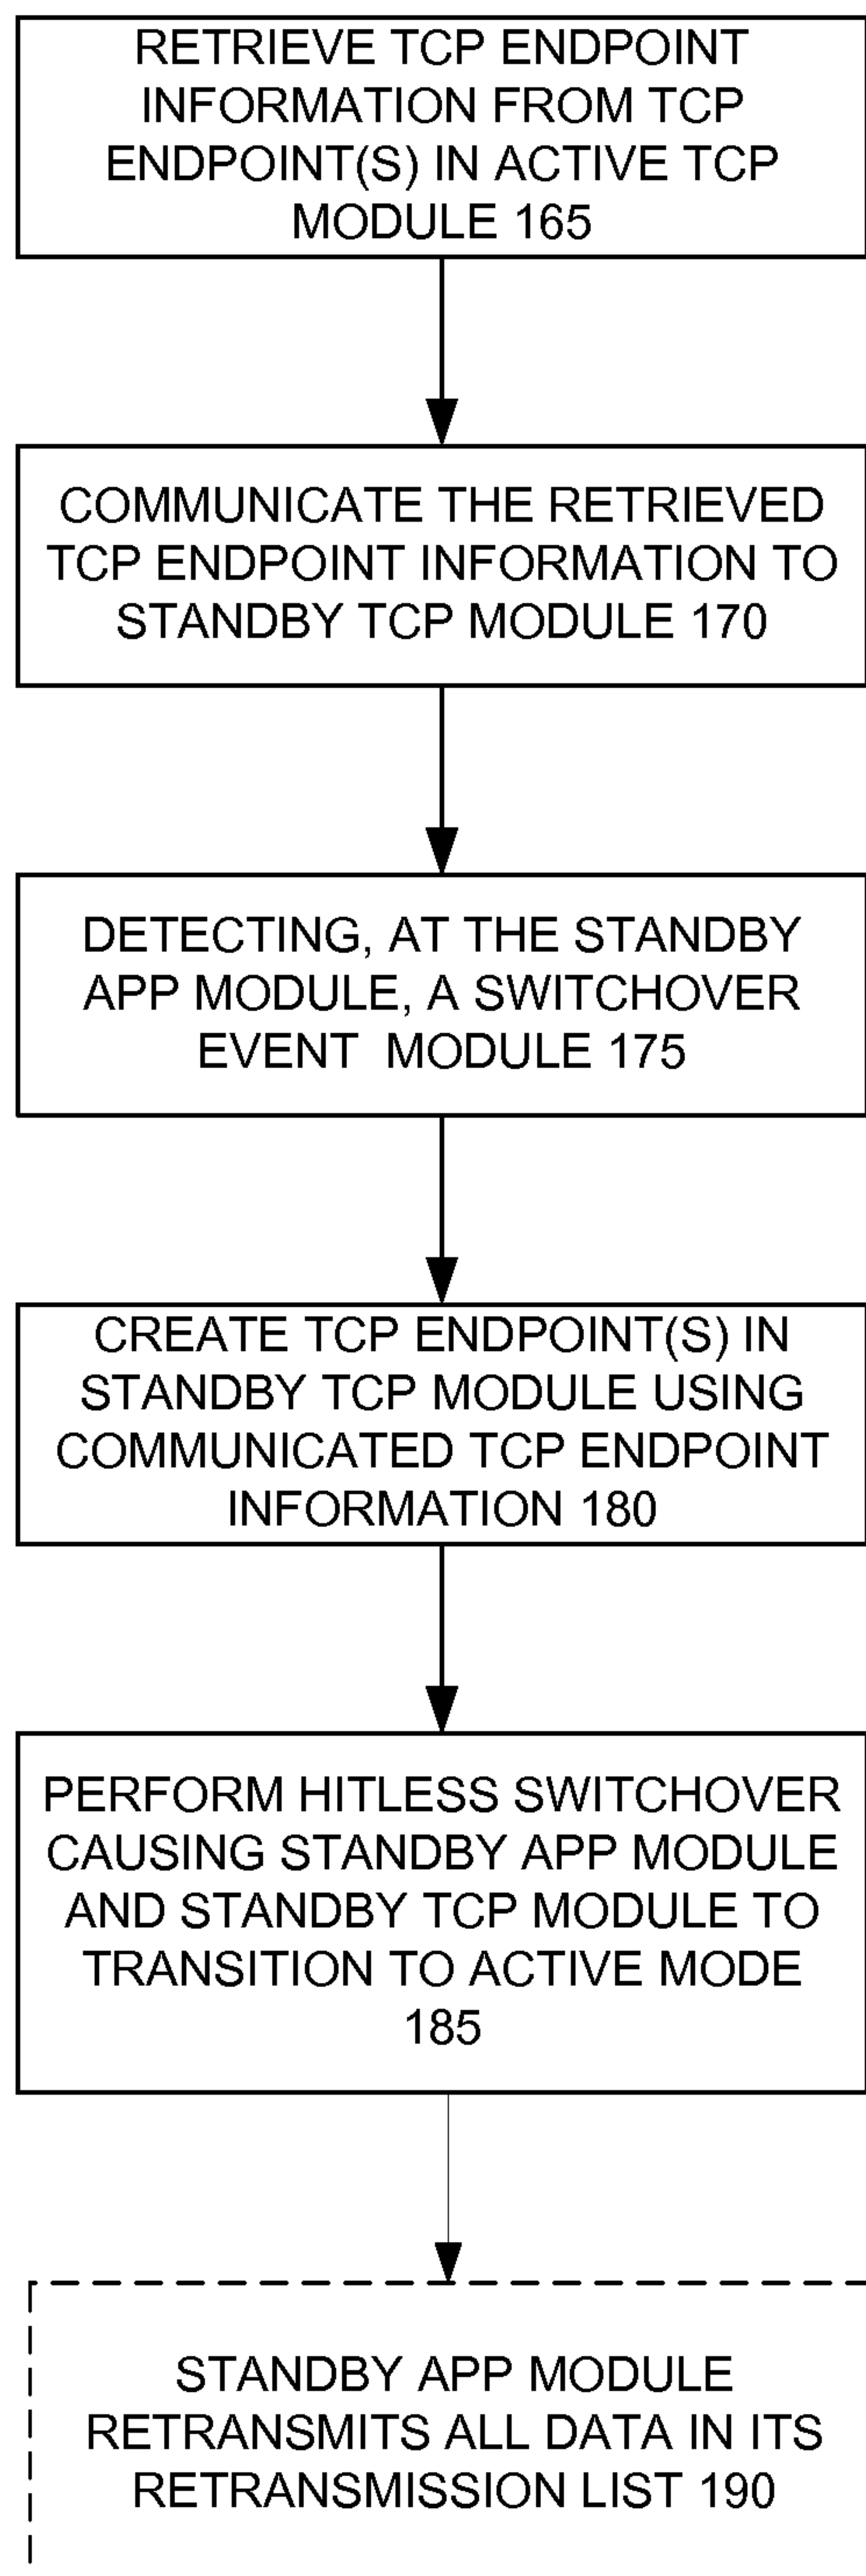 RETRIEVE TCP ENDPOINT
INFORMATION FROM TCP
ENDPOINT(S) IN ACTIVE TCP
MODULE 165
COMMUNICATE THE RETRIEVED
TCP ENDPOINT INFORMATION TO
STANDBY TCP MODULE 170
DETECTING, AT THE STANDBY
APP MODULE, A SWITCHOVER
EVENT  MODULE 175
CREATE TCP ENDPOINT(S) IN
STANDBY TCP MODULE USING
COMMUNICATED TCP ENDPOINT
INFORMATION 180
PERFORM HITLESS SWITCHOVER
CAUSING STANDBY APP MODULE
AND STANDBY TCP MODULE TO
TRANSITION TO ACTIVE MODE
185
STANDBY APP MODULE
RETRANSMITS ALL DATA IN ITS
RETRANSMISSION LIST 190